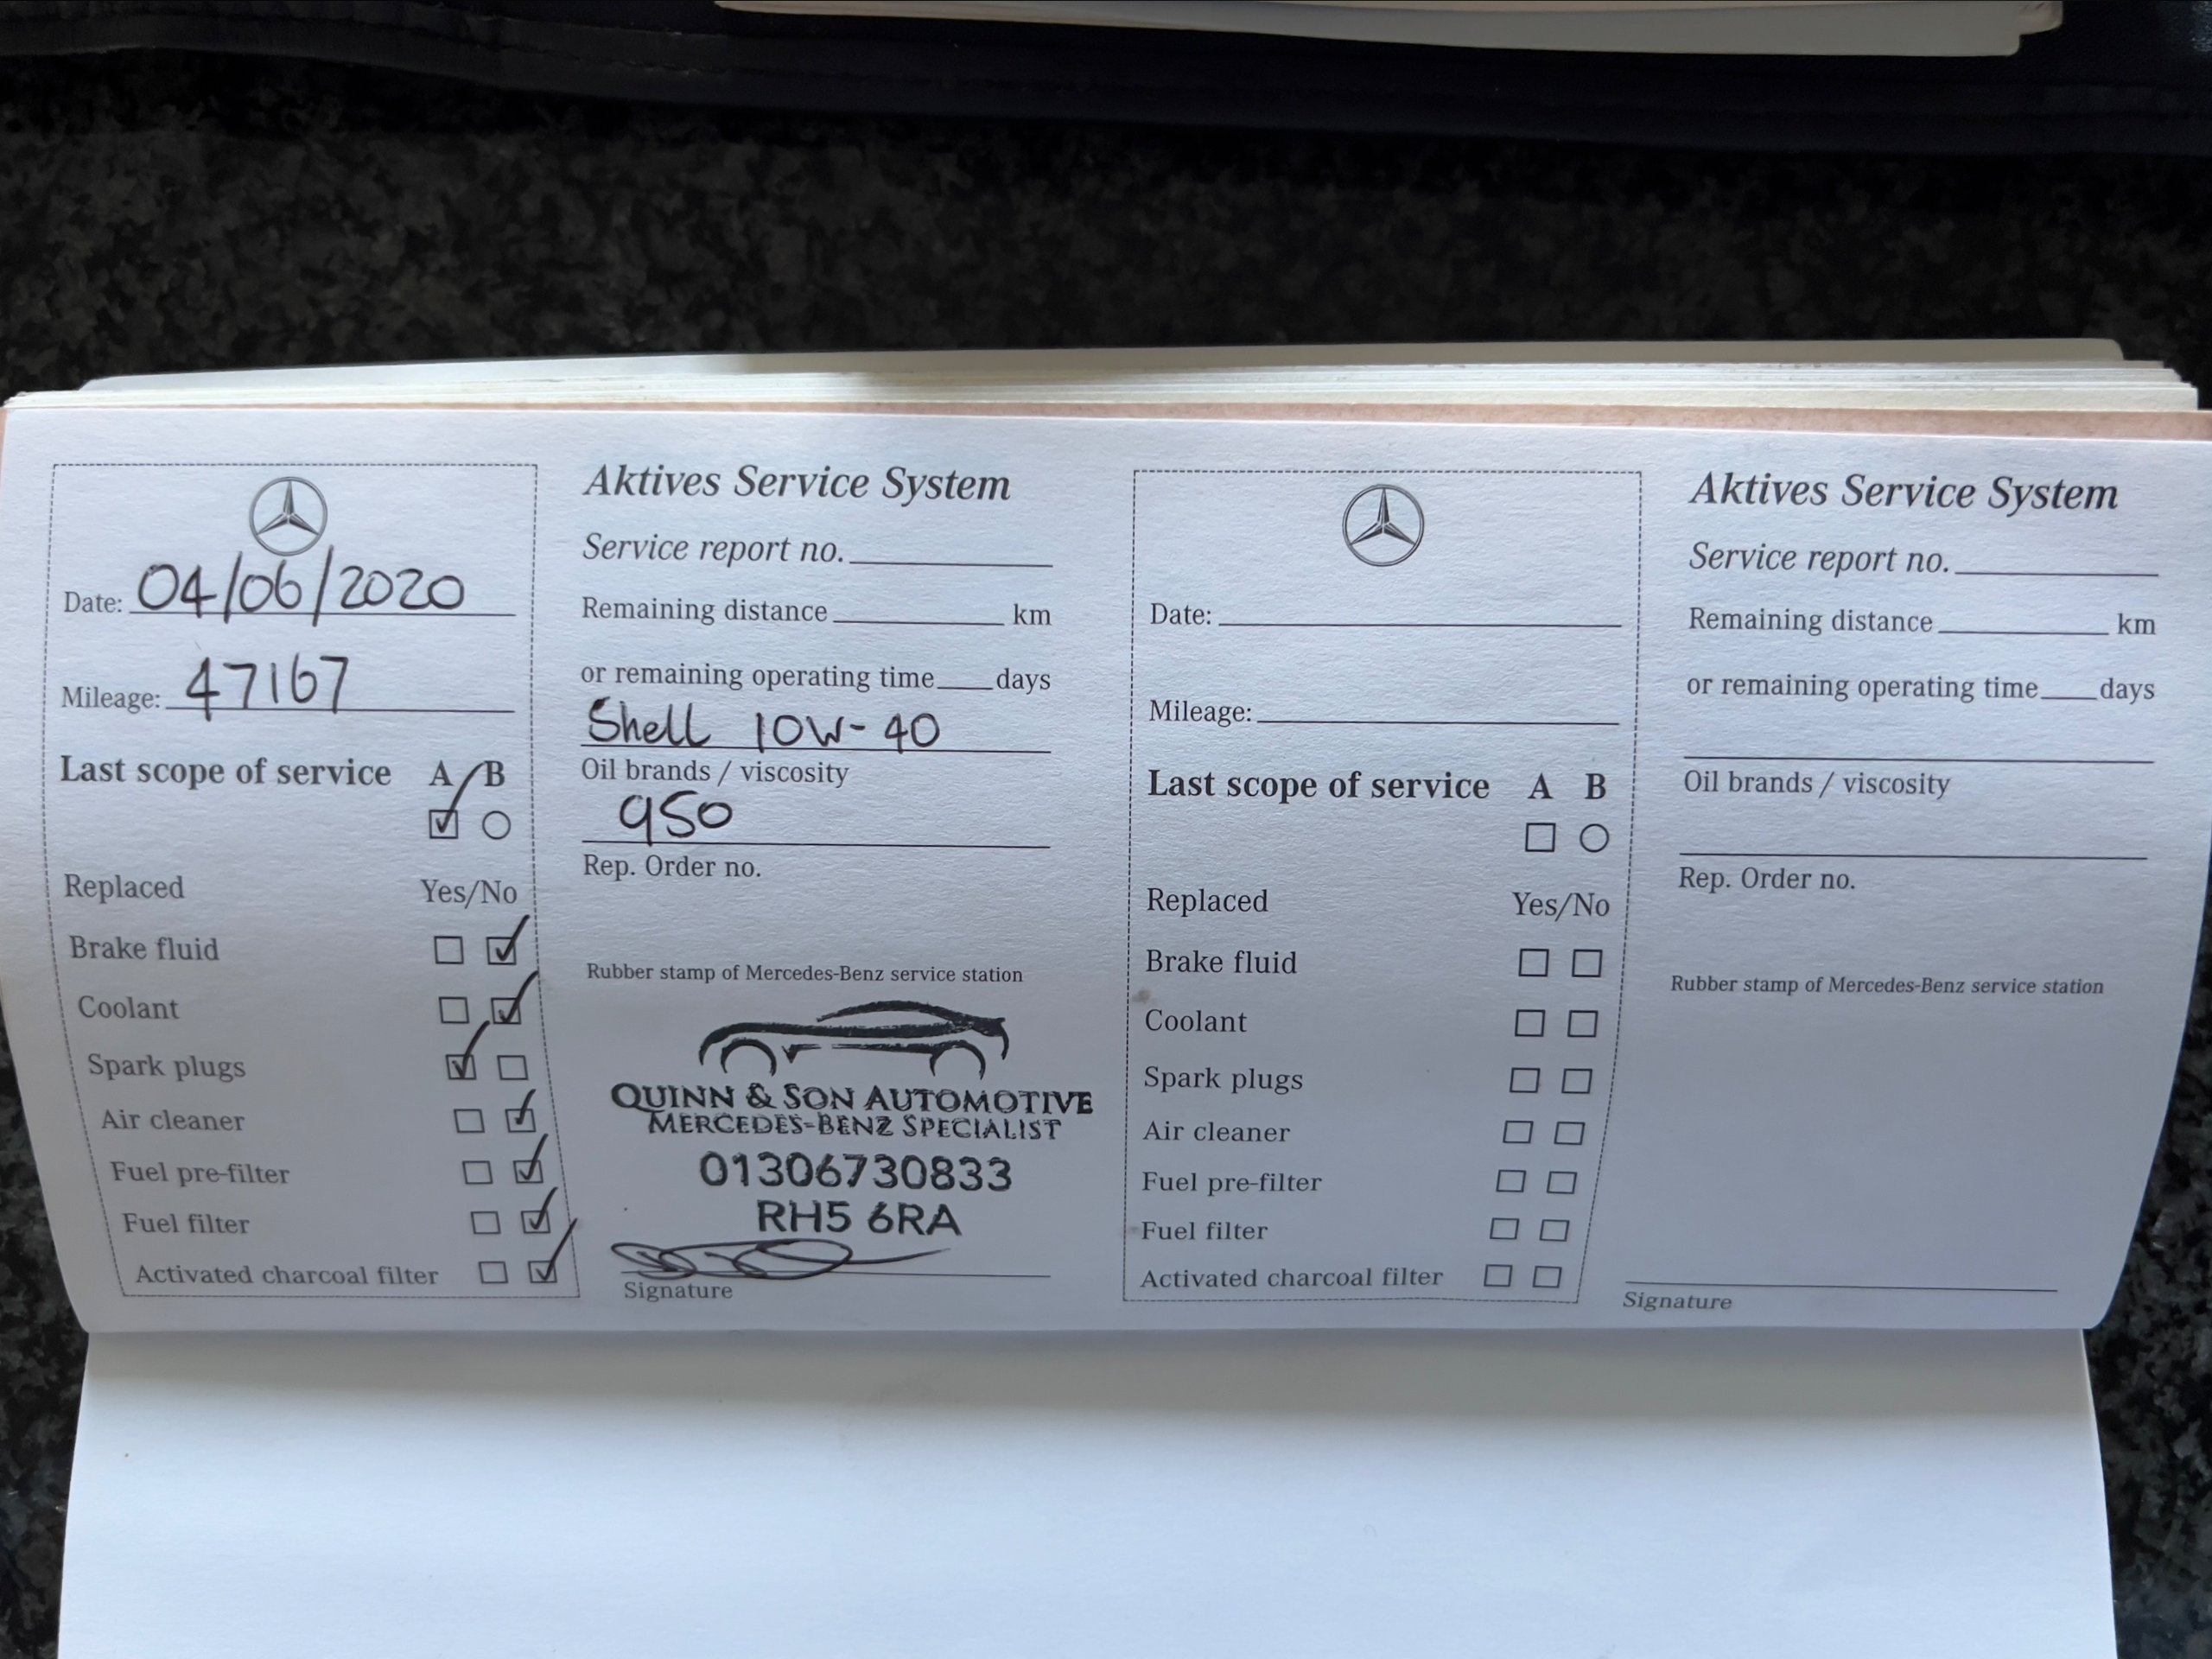 Date: 04/06/2020
Mileage: 47167
Last scope of service A/B
Replaced Yes/No
Brake fluid
Coolant
Spark plugs
Air cleaner
Fuel pre-filter
Fuel filter
Activated charcoal filter
Aktives Service System
Service report no.
Remaining distance km
or remaining operating time days
Shell 10W-40
Oil brands / viscosity
950
Rep. Order no.
Rubber stamp of Mercedes-Benz service station
QUINN & SON AUTOMOTIVE
MERCEDES-BENZ SPECIALIST
01306730833
RH5 6RA
Signature
Date:
Mileage:
Last scope of service A B
Replaced Yes/No
Brake fluid
Coolant
Spark plugs
Air cleaner
Fuel pre-filter
Fuel filter
Activated charcoal filter
Aktives Service System
Service report no.
Remaining distance km
or remaining operating time days
Oil brands / viscosity
Rep. Order no.
Rubber stamp of Mercedes-Benz service station
Signature